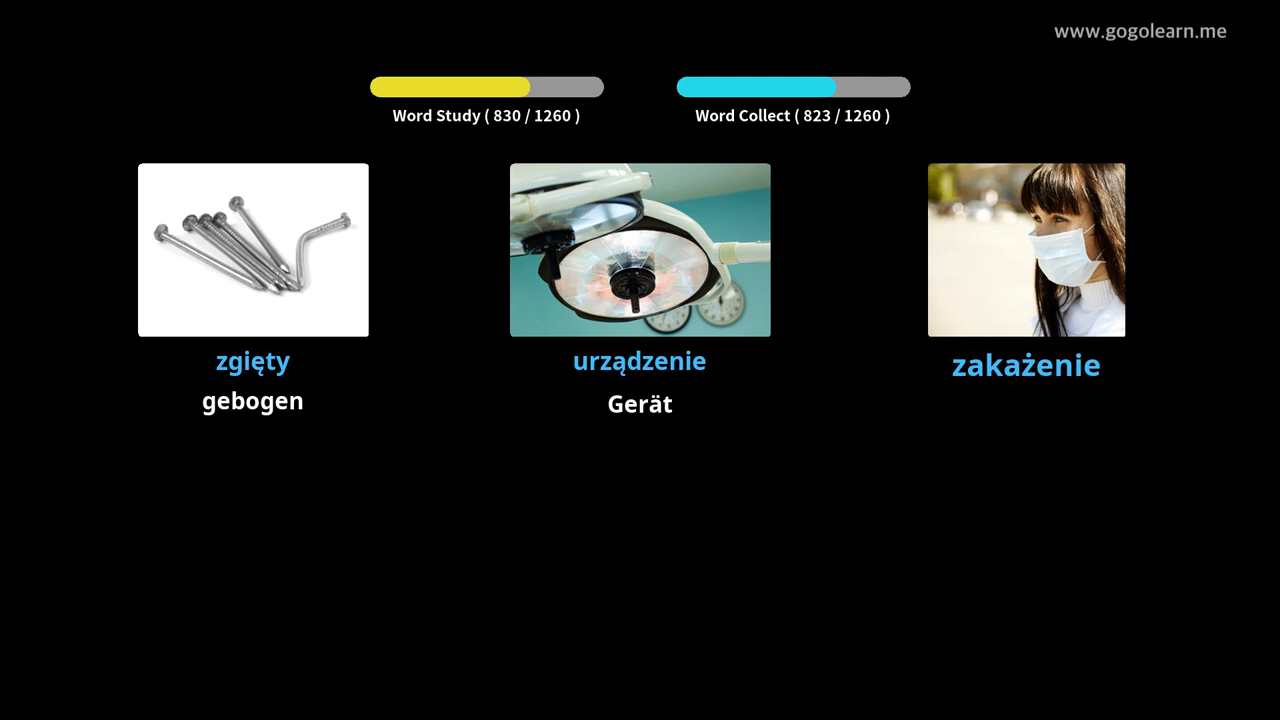 www.gogolearn.me
Word Study ( 830 / 1260 )
Word Collect ( 823 / 1260 )
zgięty
gebogen
urządzenie
Gerät
zakażenie